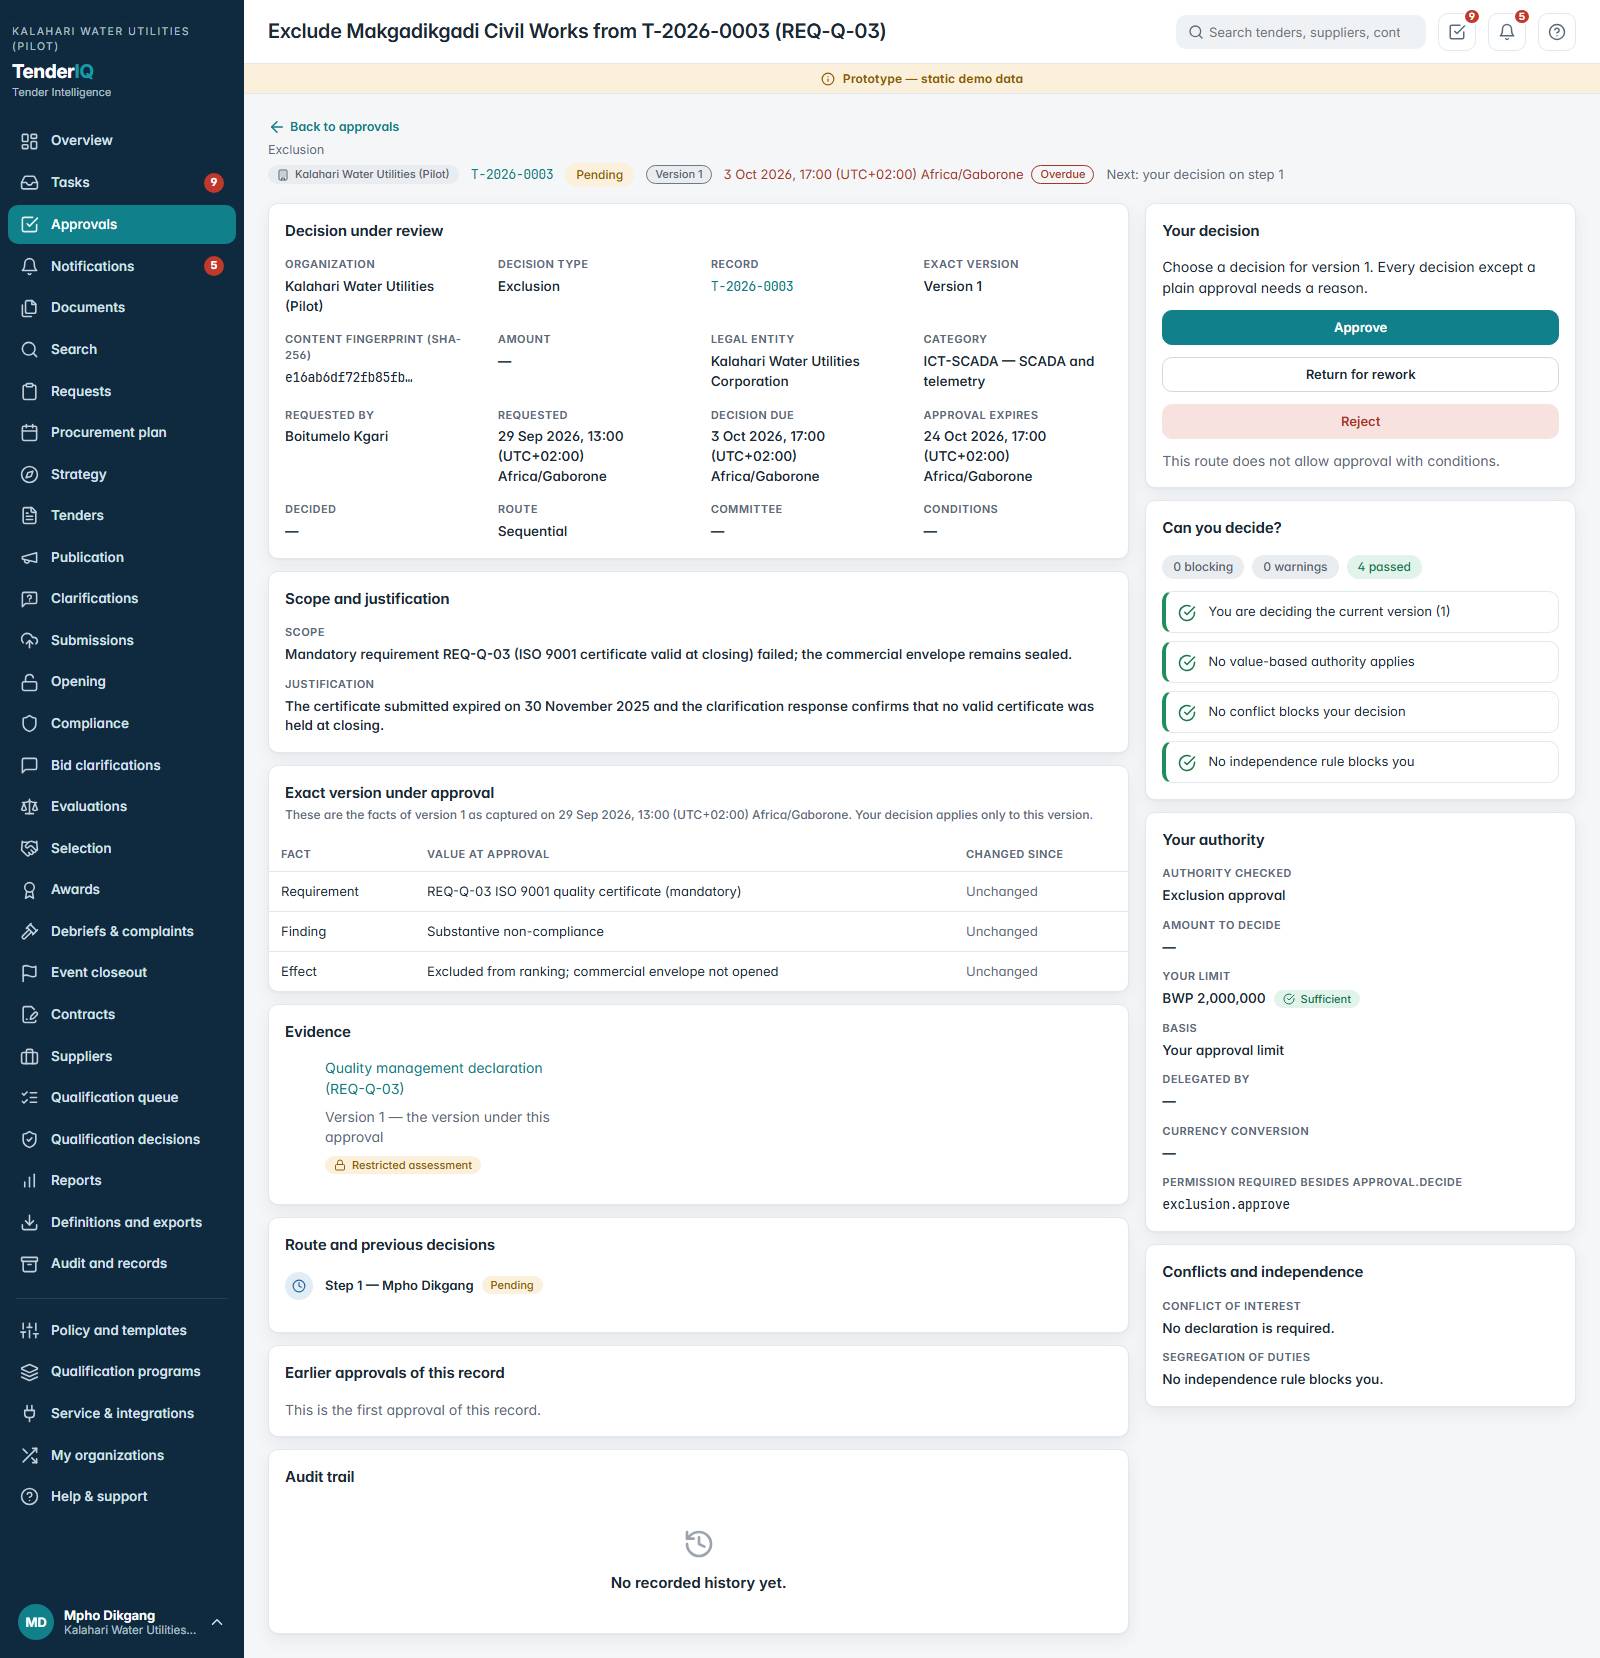 KALAHARI WATER UTILITIES
(PILOT)
TenderIQ
Tender Intelligence
Overview
Tasks 9
Approvals
Notifications 5
Documents
Search
Requests
Procurement plan
Strategy
Tenders
Publication
Clarifications
Submissions
Opening
Compliance
Bid clarifications
Evaluations
Selection
Awards
Debriefs & complaints
Event closeout
Contracts
Suppliers
Qualification queue
Qualification decisions
Reports
Definitions and exports
Audit and records
Policy and templates
Qualification programs
Service & integrations
My organizations
Help & support
MD Mpho Dikgang
Kalahari Water Utilities...
Exclude Makgadikgadi Civil Works from T-2026-0003 (REQ-Q-03)
Search tenders, suppliers, cont
9
5
Prototype — static demo data
Back to approvals
Exclusion
Kalahari Water Utilities (Pilot) T-2026-0003 Pending Version 1 3 Oct 2026, 17:00 (UTC+02:00) Africa/Gaborone Overdue Next: your decision on step 1
Decision under review
ORGANIZATION DECISION TYPE RECORD EXACT VERSION
Kalahari Water Utilities Exclusion T-2026-0003 Version 1
(Pilot)
CONTENT FINGERPRINT (SHA- AMOUNT LEGAL ENTITY CATEGORY
256) — Kalahari Water Utilities ICT-SCADA — SCADA and
e16ab6df72fb85fb… Corporation telemetry
REQUESTED BY REQUESTED DECISION DUE APPROVAL EXPIRES
Boitumelo Kgari 29 Sep 2026, 13:00 3 Oct 2026, 17:00 24 Oct 2026, 17:00
(UTC+02:00) (UTC+02:00) (UTC+02:00)
Africa/Gaborone Africa/Gaborone Africa/Gaborone
DECIDED ROUTE COMMITTEE CONDITIONS
— Sequential — —
Scope and justification
SCOPE
Mandatory requirement REQ-Q-03 (ISO 9001 certificate valid at closing) failed; the commercial envelope remains sealed.
JUSTIFICATION
The certificate submitted expired on 30 November 2025 and the clarification response confirms that no valid certificate was
held at closing.
Exact version under approval
These are the facts of version 1 as captured on 29 Sep 2026, 13:00 (UTC+02:00) Africa/Gaborone. Your decision applies only to this version.
FACT VALUE AT APPROVAL CHANGED SINCE
Requirement REQ-Q-03 ISO 9001 quality certificate (mandatory) Unchanged
Finding Substantive non-compliance Unchanged
Effect Excluded from ranking; commercial envelope not opened Unchanged
Evidence
Quality management declaration
(REQ-Q-03)
Version 1 — the version under this
approval
Restricted assessment
Route and previous decisions
Step 1 — Mpho Dikgang Pending
Earlier approvals of this record
This is the first approval of this record.
Audit trail
No recorded history yet.
Your decision
Choose a decision for version 1. Every decision except a
plain approval needs a reason.
Approve
Return for rework
Reject
This route does not allow approval with conditions.
Can you decide?
0 blocking 0 warnings 4 passed
You are deciding the current version (1)
No value-based authority applies
No conflict blocks your decision
No independence rule blocks you
Your authority
AUTHORITY CHECKED
Exclusion approval
AMOUNT TO DECIDE
—
YOUR LIMIT
BWP 2,000,000 Sufficient
BASIS
Your approval limit
DELEGATED BY
—
CURRENCY CONVERSION
—
PERMISSION REQUIRED BESIDES APPROVAL.DECIDE
exclusion.approve
Conflicts and independence
CONFLICT OF INTEREST
No declaration is required.
SEGREGATION OF DUTIES
No independence rule blocks you.